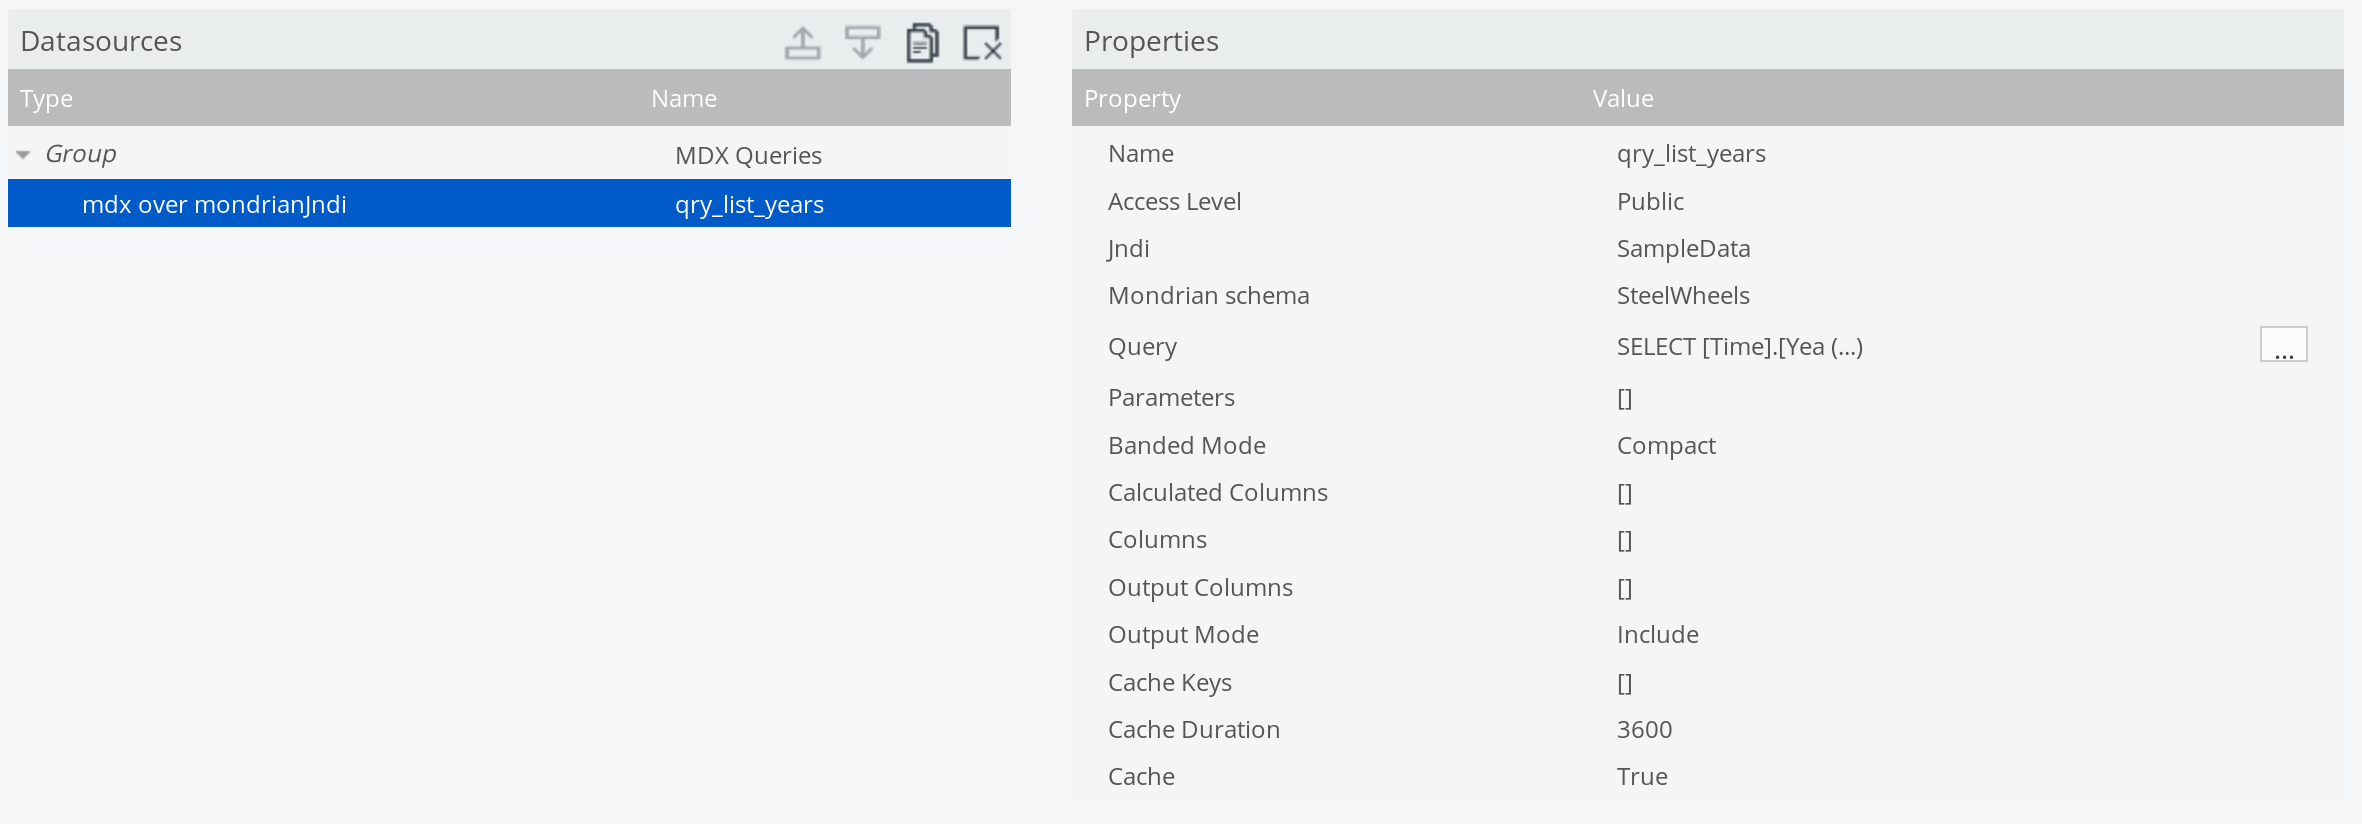 Datasources
Type Name
Group MDX Queries
mdx over mondrianJndi qry_list_years
Properties
Property Value
Name qry_list_years
Access Level Public
Jndi SampleData
Mondrian schema SteelWheels
Query SELECT [Time].[Yea (...) ...
Parameters []
Banded Mode Compact
Calculated Columns []
Columns []
Output Columns []
Output Mode Include
Cache Keys []
Cache Duration 3600
Cache True